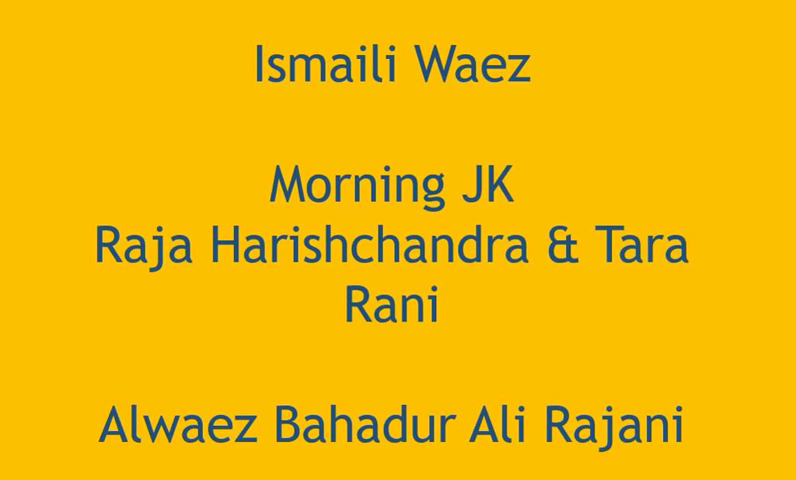 Ismaili Waez
Morning JK
Raja Harishchandra & Tara
Rani
Alwaez Bahadur Ali Rajani